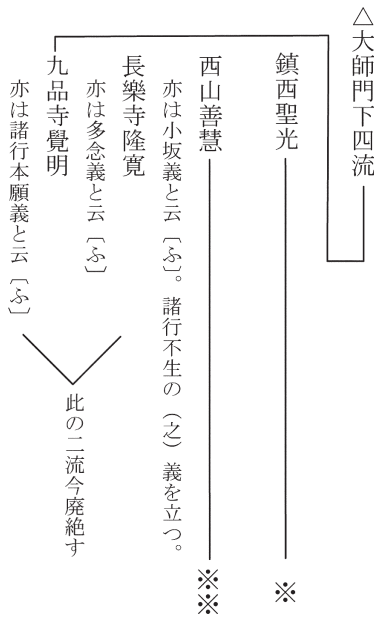 △大師門下四流
鎮西聖光
※
西山善慧
※※
亦は小坂義と云〔ふ〕。諸行不生の（之）義を立つ。
長樂寺隆寛
亦は多念義と云〔ふ〕
九品寺覺明
亦は諸行本願義と云〔ふ〕
此の二流今廃絶す